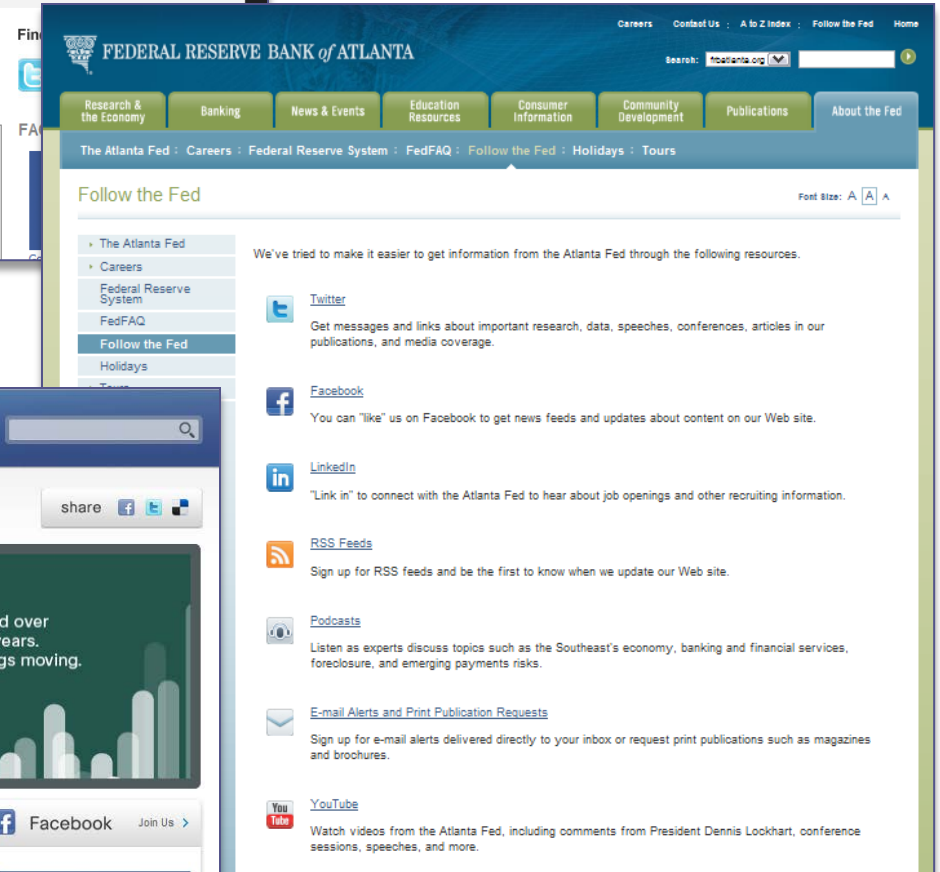 Fin
FA
Careers Contact Us : A to Z Index : Follow the Fed Home
FEDERAL RESERVE BANK of ATLANTA
Search: frbatlanta.org
Research & the Economy
Banking
News & Events
Education Resources
Consumer Information
Community Development
Publications
About the Fed
The Atlanta Fed : Careers : Federal Reserve System : FedFAQ : Follow the Fed : Holidays : Tours
Follow the Fed
Font Size: A A A
The Atlanta Fed
Careers
Federal Reserve
System
FedFAQ
Follow the Fed
Holidays
Tours
We've tried to make it easier to get information from the Atlanta Fed through the following resources.
Twitter
Get messages and links about important research, data, speeches, conferences, articles in our
publications, and media coverage.
Facebook
You can "like" us on Facebook to get news feeds and updates about content on our Web site.
LinkedIn
"Link in" to connect with the Atlanta Fed to hear about job openings and other recruiting information.
RSS Feeds
Sign up for RSS feeds and be the first to know when we update our Web site.
Podcasts
Listen as experts discuss topics such as the Southeast's economy, banking and financial services,
foreclosure, and emerging payments risks.
E-mail Alerts and Print Publication Requests
Sign up for e-mail alerts delivered directly to your inbox or request print publications such as magazines
and brochures.
You
Tube
YouTube
Watch videos from the Atlanta Fed, including comments from President Dennis Lockhart, conference
sessions, speeches, and more.
share
d over
ears.
gs moving.
Facebook Join Us >